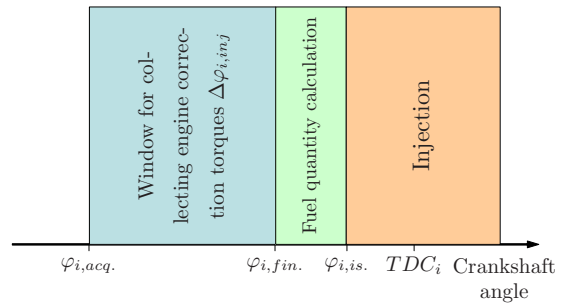 Window for col-
lecting engine correc-
tion torques Δφi,inj
Fuel quantity calculation
Injection
φi,acq.
φi,fin.
φi,is.
TDCi
Crankshaft
angle